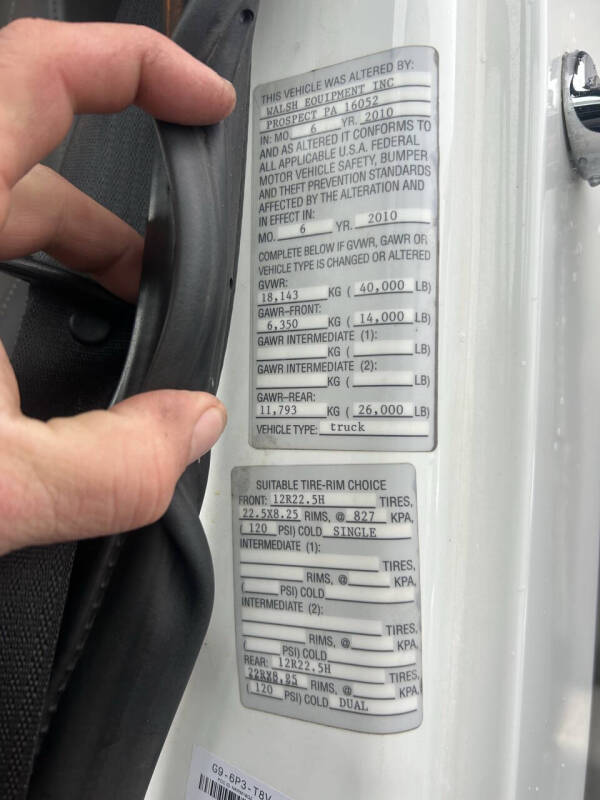 THIS VEHICLE WAS ALTERED BY:
WALSH EQUIPMENT INC
PROSPECT PA 16052
IN: MO. 6 YR. 2010
AND AS ALTERED IT CONFORMS TO
ALL APPLICABLE U.S.A. FEDERAL
MOTOR VEHICLE SAFETY, BUMPER
AND THEFT PREVENTION STANDARDS
AFFECTED BY THE ALTERATION AND
IN EFFECT IN:
MO. 6 YR. 2010
COMPLETE BELOW IF GVWR, GAWR OR
VEHICLE TYPE IS CHANGED OR ALTERED
GVWR:
18,143 KG ( 40,000 LB)
GAWR-FRONT:
6,350 KG ( 14,000 LB)
GAWR INTERMEDIATE (1):
KG ( LB)
GAWR INTERMEDIATE (2):
KG ( LB)
GAWR-REAR:
11,793 KG ( 26,000 LB)
VEHICLE TYPE: truck
SUITABLE TIRE-RIM CHOICE
FRONT: 12R22.5H TIRES,
22.5X8.25 RIMS, @ 827 KPA,
( 120 PSI) COLD SINGLE
INTERMEDIATE (1):
TIRES,
RIMS, @ KPA,
( PSI) COLD
INTERMEDIATE (2):
TIRES,
RIMS, @ KPA,
( PSI) COLD
REAR: 12R22.5H TIRES,
RIMS, @ KPA,
( 120 PSI) COLD DUAL
G9-6P3-T8V